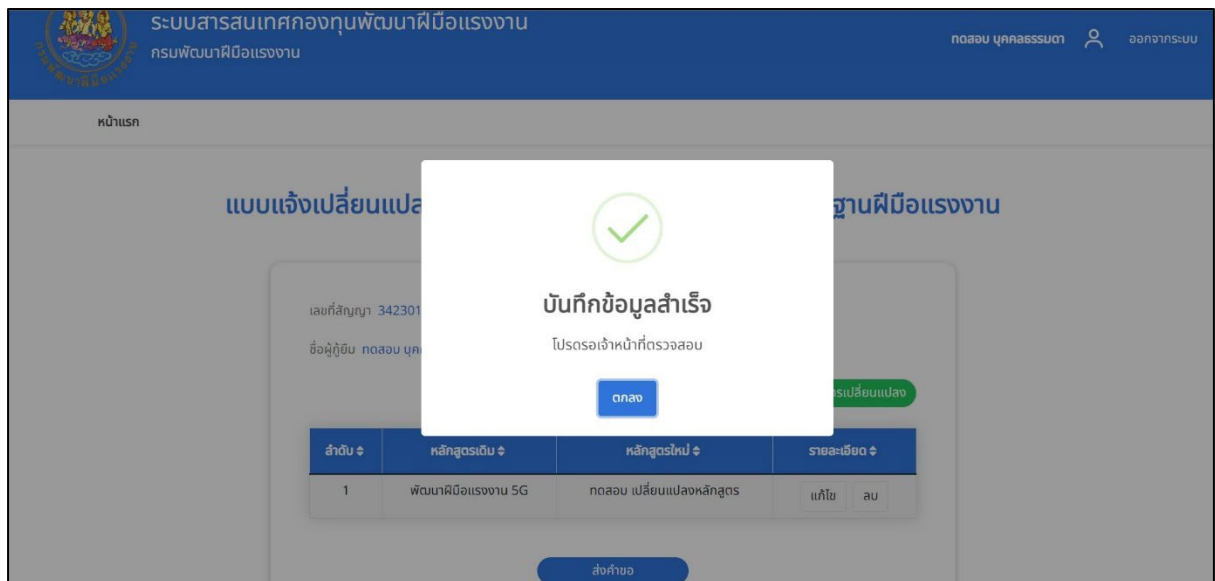 ระบบสารสนเทศกองทุนพัฒนาฝีมือแรงงาน
กรมพัฒนาฝีมือแรงงาน
ทดสอบ บุคคลธรรมดา ออกจากระบบ
หน้าแรก
แบบแจ้งเปลี่ยนแปล ฐานฝีมือแรงงาน
บันทึกข้อมูลสำเร็จ
เลขที่สัญญา 342301
โปรดรอเจ้าหน้าที่ตรวจสอบ
ชื่อผู้กู้ยืม ทดสอบ บุค
ตกลง
ารเปลี่ยนแปลง
ลำดับ หลักสูตรเดิม หลักสูตรใหม่ รายละเอียด
1 พัฒนาฝีมือแรงงาน 5G ทดสอบ เปลี่ยนแปลงหลักสูตร แก้ไข ลบ
ส่งคำขอ